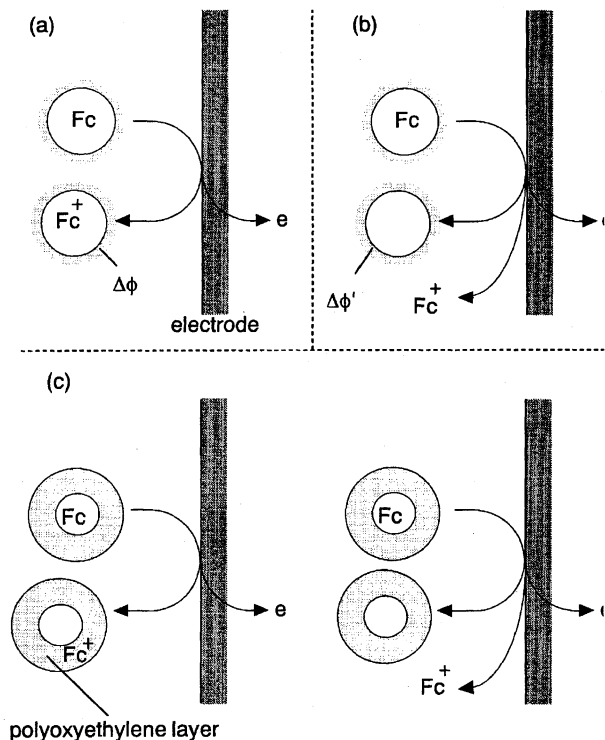 (a)
Fc
Fc+
Δϕ
e
electrode
(b)
Fc
Δϕ'
Fc+
(c)
Fc
Fc+
e
polyoxyethylene layer
Fc
Fc+